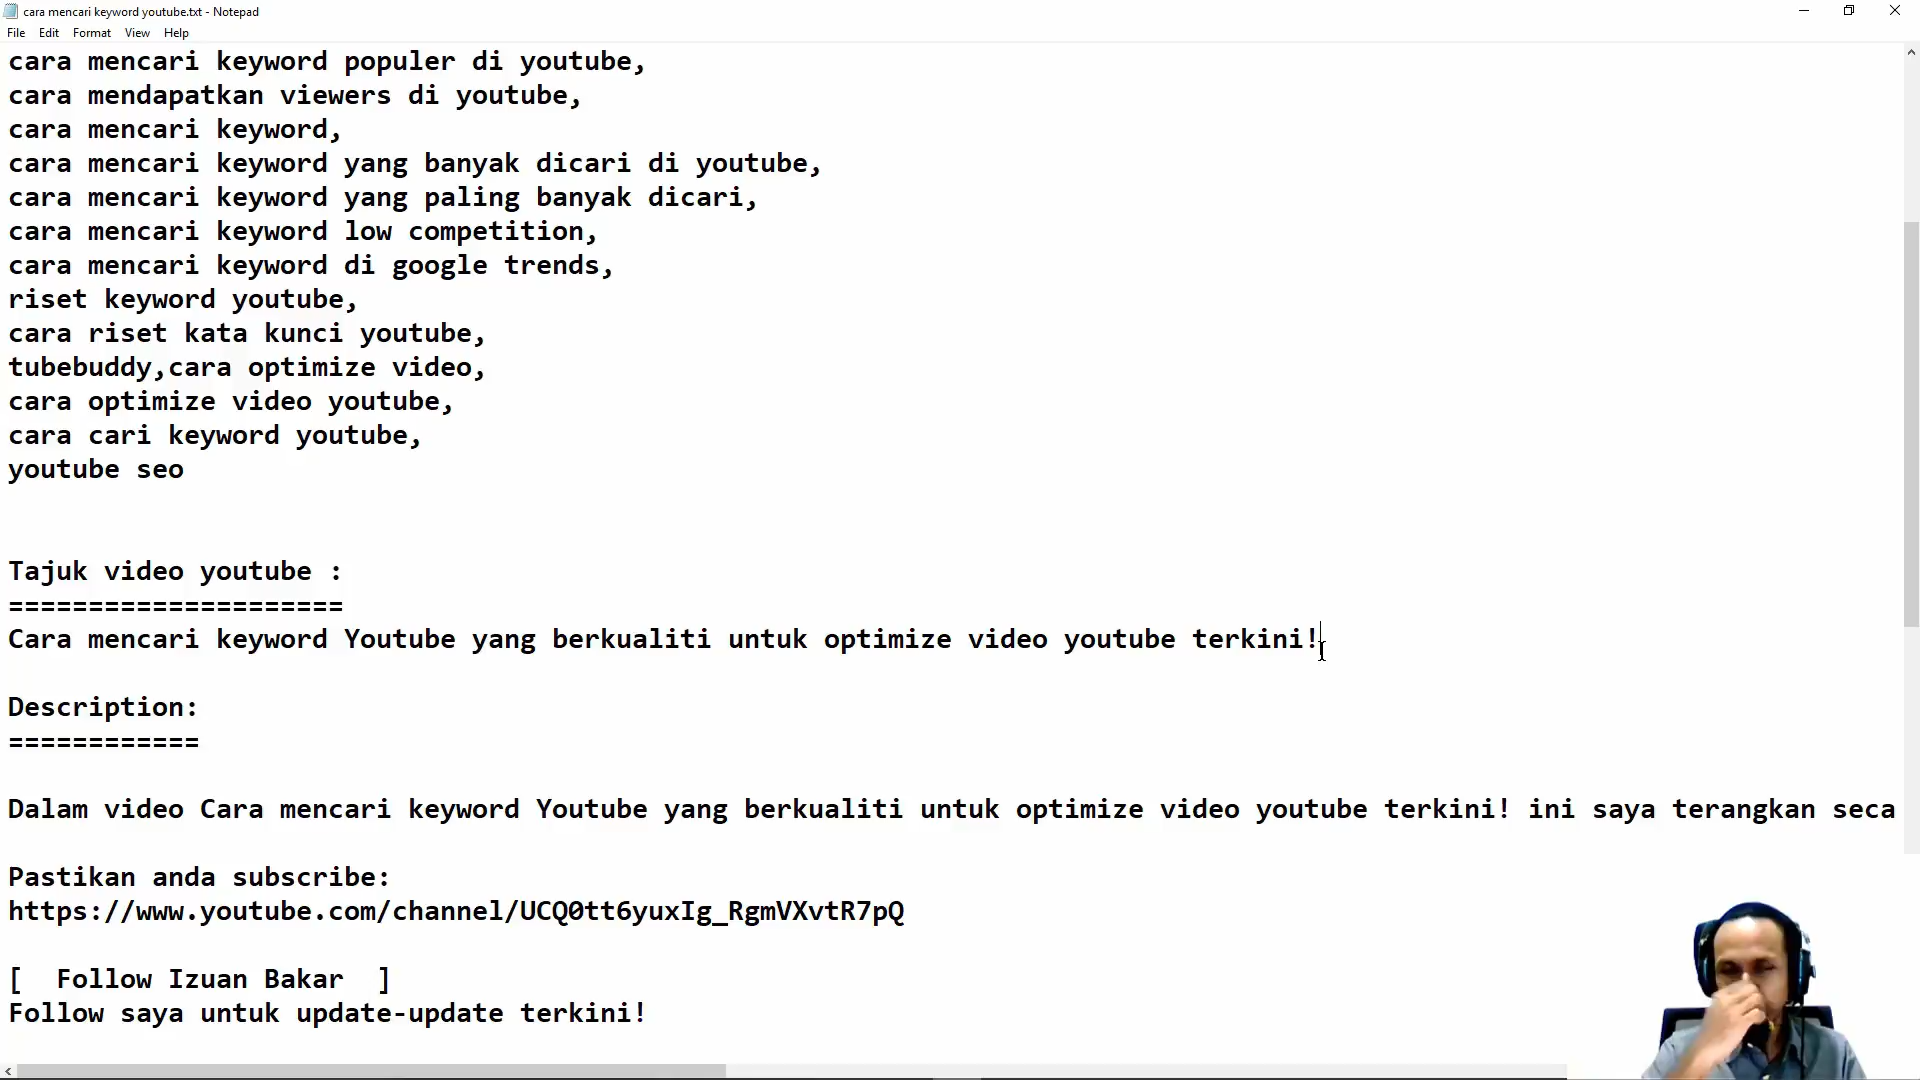 cara mencari keyword youtube.txt - Notepad
File Edit Format View Help
cara mencari keyword populer di youtube,
cara mendapatkan viewers di youtube,
cara mencari keyword,
cara mencari keyword yang banyak dicari di youtube,
cara mencari keyword yang paling banyak dicari,
cara mencari keyword low competition,
cara mencari keyword di google trends,
riset keyword youtube,
cara riset kata kunci youtube,
tubebuddy,cara optimize video,
cara optimize video youtube,
cara cari keyword youtube,
youtube seo
Tajuk video youtube :
=====================
Cara mencari keyword Youtube yang berkualiti untuk optimize video youtube terkini!
Description:
============
Dalam video Cara mencari keyword Youtube yang berkualiti untuk optimize video youtube terkini! ini saya terangkan seca
Pastikan anda subscribe:
https://www.youtube.com/channel/UCQ0tt6yuxIg_RgmVXvtR7pQ
[  Follow Izuan Bakar  ]
Follow saya untuk update-update terkini!